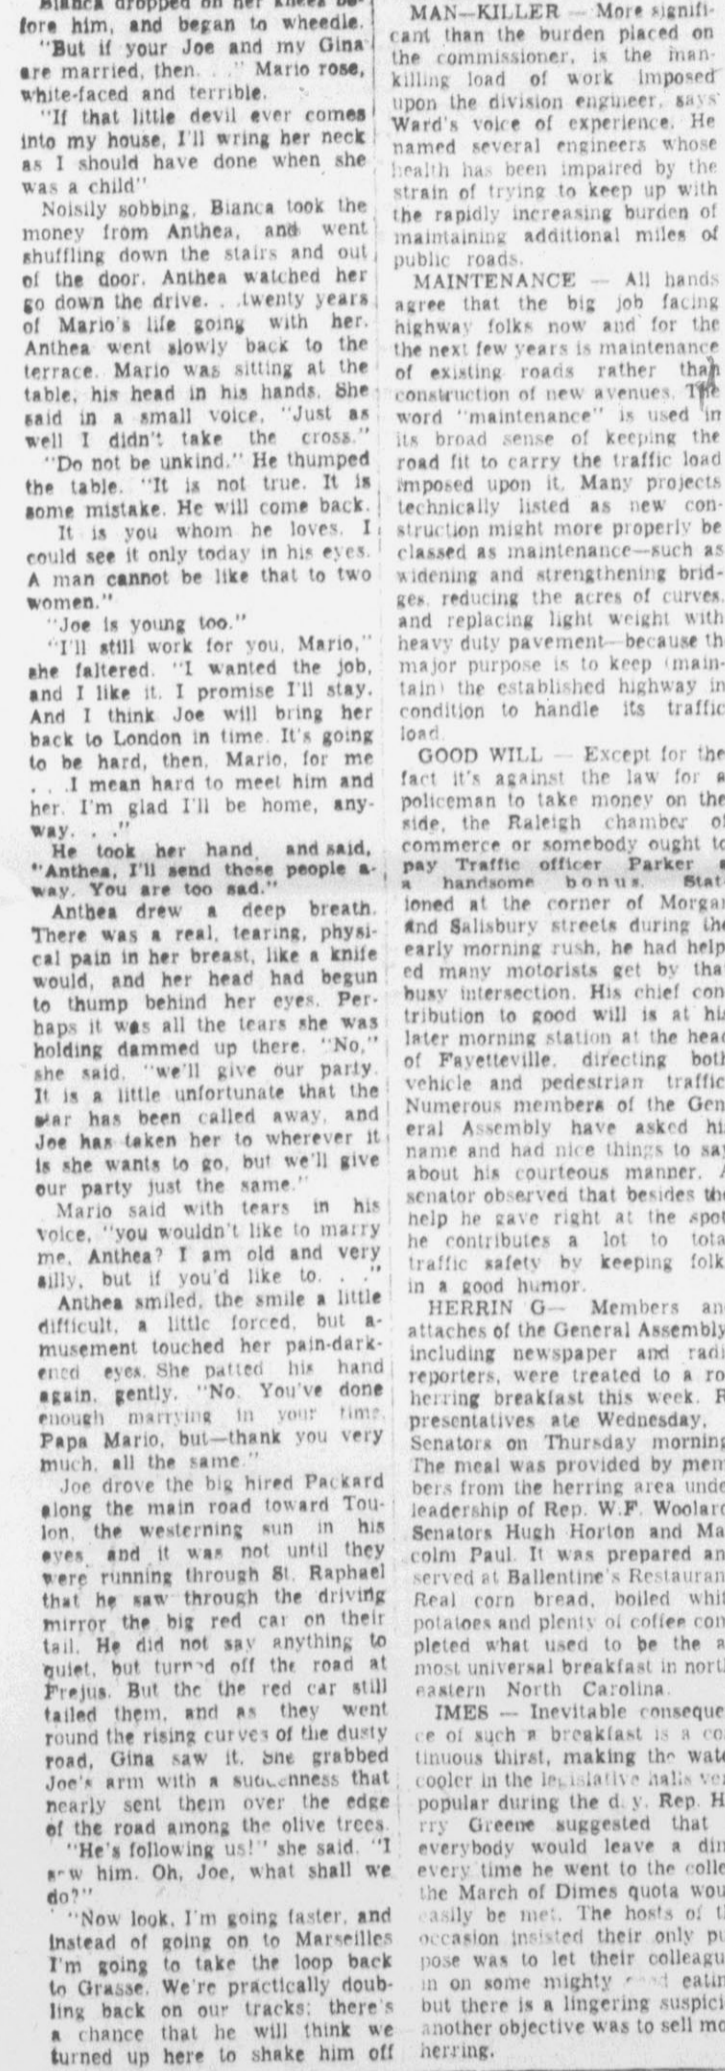 Bianca dropped on her knees be-
fore him, and began to wheedle.
"But if your Joe and my Gina
are married, then. . ." Mario rose,
white-faced and terrible.
"If that little devil ever comes
into my house, I'll wring her neck
as I should have done when she
was a child"
Noisily sobbing, Bianca took the
money from Anthea, and went
shuffling down the stairs and out
of the door. Anthea watched her
go down the drive. . .twenty years
of Mario's life going with her.
Anthea went slowly back to the
terrace. Mario was sitting at the
table, his head in his hands. She
said in a small voice, "Just as
well I didn't take the cross."
"Do not be unkind." He thumped
the table. "It is not true. It is
some mistake. He will come back.
It is you whom he loves. I
could see it only today in his eyes.
A man cannot be like that to two
women."
"Joe is young too."
"I'll still work for you, Mario,"
she faltered. "I wanted the job,
and I like it. I promise I'll stay.
And I think Joe will bring her
back to London in time. It's going
to be hard, then, Mario, for me
. . .I mean hard to meet him and
her. I'm glad I'll be home, any-
way. . ."
He took her hand and said,
"Anthea, I'll send those people a-
way. You are too sad."
Anthea drew a deep breath.
There was a real, tearing, physi-
cal pain in her breast, like a knife
would, and her head had begun
to thump behind her eyes. Per-
haps it was all the tears she was
holding dammed up there. "No,"
she said, "we'll give our party.
It is a little unfortunate that the
star has been called away, and
Joe has taken her to wherever it
is she wants to go, but we'll give
our party just the same."
Mario said with tears in his
voice, "you wouldn't like to marry
me, Anthea? I am old and very
silly, but if you'd like to. . ."
Anthea smiled, the smile a little
difficult, a little forced, but a-
musement touched her pain-dark-
ened eyes. She patted his hand
again, gently. "No. You've done
enough marrying in your time,
Papa Mario, but—thank you very
much, all the same."
Joe drove the big hired Packard
along the main road toward Tou-
lon, the westerning sun in his
eyes and it was not until they
were running through St. Raphael
that he saw through the driving
mirror the big red car on their
tail. He did not say anything to
quiet, but turned off the road at
Frejus. But the the red car still
tailed them, and as they went
round the rising curves of the dusty
road, Gina saw it. She grabbed
Joe's arm with a suddenness that
nearly sent them over the edge
of the road among the olive trees.
"He's following us!" she said. "I
saw him. Oh, Joe, what shall we
do?"
"Now look, I'm going faster, and
instead of going on to Marseilles
I'm going to take the loop back
to Grasse. We're practically doub-
ling back on our tracks; there's
a chance that he will think we
turned up here to shake him off
MAN—KILLER — More signifi-
cant than the burden placed on
the commissioner, is the man-
killing load of work imposed
upon the division engineer, says
Ward's voice of experience. He
named several engineers whose
health has been impaired by the
strain of trying to keep up with
the rapidly increasing burden of
maintaining additional miles of
public roads.
MAINTENANCE — All hands
agree that the big job facing
highway folks now and for the
the next few years is maintenance
of existing roads rather than
construction of new avenues. The
word "maintenance" is used in
its broad sense of keeping the
road fit to carry the traffic load
imposed upon it. Many projects
technically listed as new con-
struction might more properly be
classed as maintenance—such as
widening and strengthening brid-
ges, reducing the acres of curves,
and replacing light weight with
heavy duty pavement—because th
major purpose is to keep (main-
tain) the established highway in
condition to handle its traffic
load.
GOOD WILL — Except for the
fact it's against the law for a
policeman to take money on the
side, the Raleigh chamber of
commerce or somebody ought to
pay Traffic officer Parker a
a handsome bonus. Stat-
ioned at the corner of Morgan
and Salisbury streets during the
early morning rush, he had help-
ed many motorists get by that
busy intersection. His chief con-
tribution to good will is at his
later morning station at the head
of Fayetteville, directing both
vehicle and pedestrian traffic.
Numerous members of the Gen-
eral Assembly have asked his
name and had nice things to say
about his courteous manner. A
senator observed that besides the
help he gave right at the spot
he contributes a lot to tota
traffic safety by keeping folk
in a good humor.
HERRIN G— Members an
attaches of the General Assembly
including newspaper and radi
reporters, were treated to a ro
herring breakfast this week. R
presentatives ate Wednesday,
Senators on Thursday morning
The meal was provided by mem
bers from the herring area unde
leadership of Rep. W.F. Woolard
Senators Hugh Horton and Ma
colm Paul. It was prepared an
served at Ballentine's Restauran
Real corn bread, boiled whit
potatoes and plenty of coffee com
pleted what used to be the a
most universal breakfast in north
eastern North Carolina.
IMES — Inevitable conseque
ce of such a breakfast is a co
tinuous thirst, making the wate
cooler in the legislative halls ver
popular during the d y. Rep. H
rry Greene suggested that
everybody would leave a dim
every time he went to the colle
the March of Dimes quota wou
easily be met. The hosts of t
occasion insisted their only pu
pose was to let their colleagu
in on some mighty eatin
but there is a lingering suspici
another objective was to sell mo
herring.